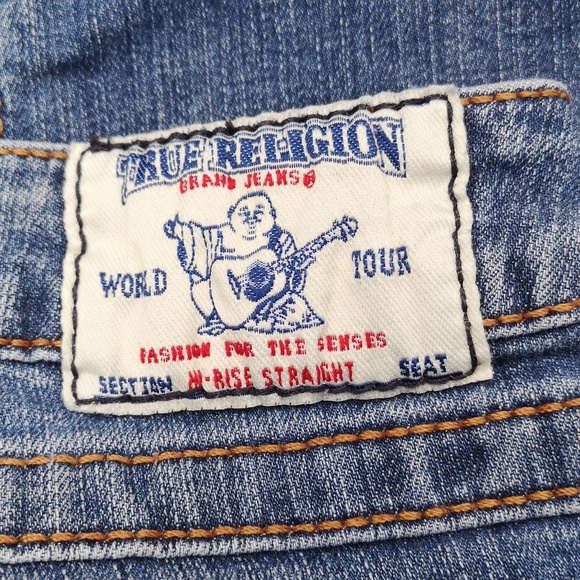 TRUE RELIGION
BRAND JEANS®
WORLD TOUR
FASHION FOR THE SENSES
SECTION HI-RISE STRAIGHT SEAT